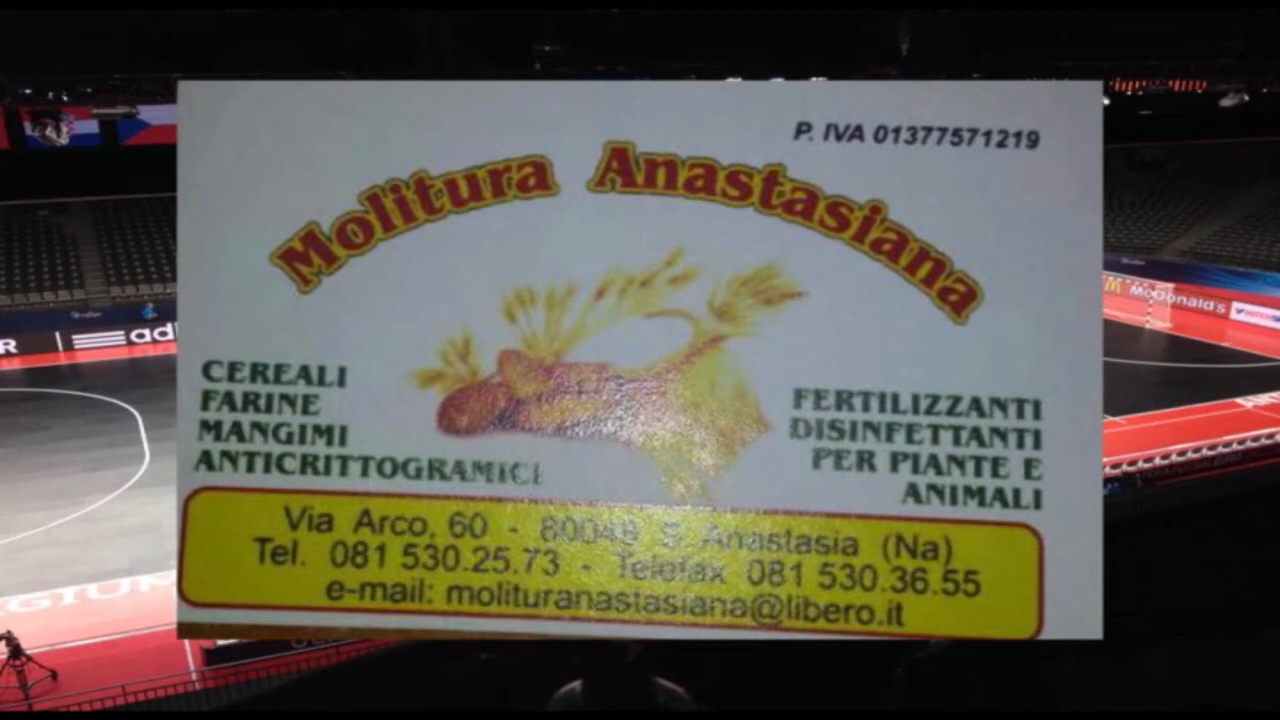 P. IVA 01377571219
Molitura Anastasiana
CEREALI
FARINE
MANGIMI
ANTICRITTOGRAMICI
FERTILIZZANTI
DISINFETTANTI
PER PIANTE E
ANIMALI
Via Arco, 60 - 80048 S. Anastasia (Na)
Tel. 081 530.25.73 - Telefax 081 530.36.55
e-mail: molituranastasiana@libero.it
McDonald's